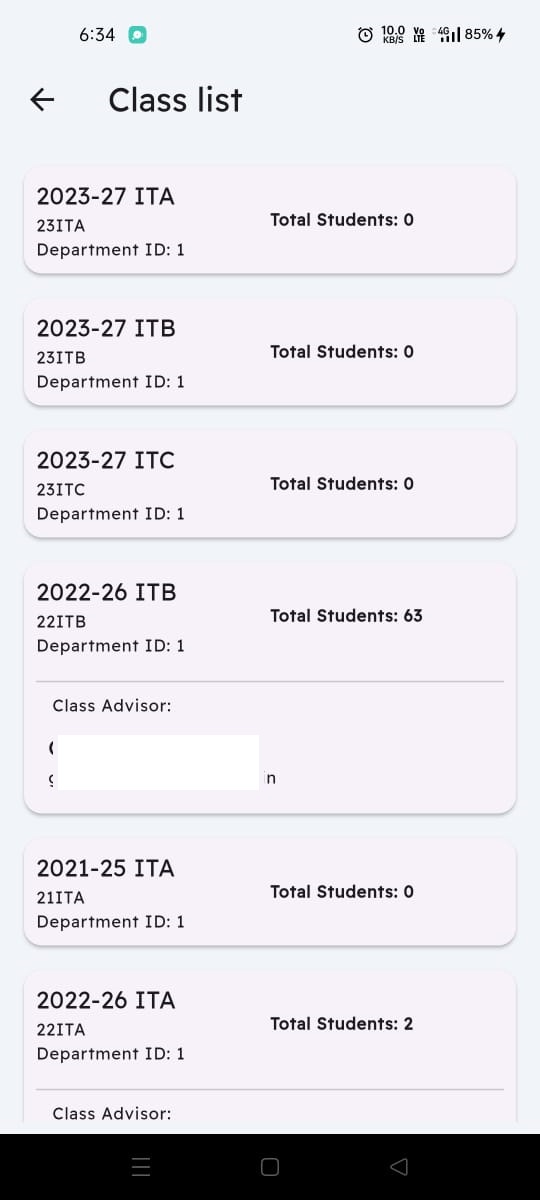 6:34
10.0 KB/S Vo LTE 4G 85%
Class list
2023-27 ITA
23ITA
Department ID: 1
Total Students: 0
2023-27 ITB
23ITB
Department ID: 1
Total Students: 0
2023-27 ITC
23ITC
Department ID: 1
Total Students: 0
2022-26 ITB
22ITB
Department ID: 1
Total Students: 63
Class Advisor:
in
2021-25 ITA
21ITA
Department ID: 1
Total Students: 0
2022-26 ITA
22ITA
Department ID: 1
Total Students: 2
Class Advisor: